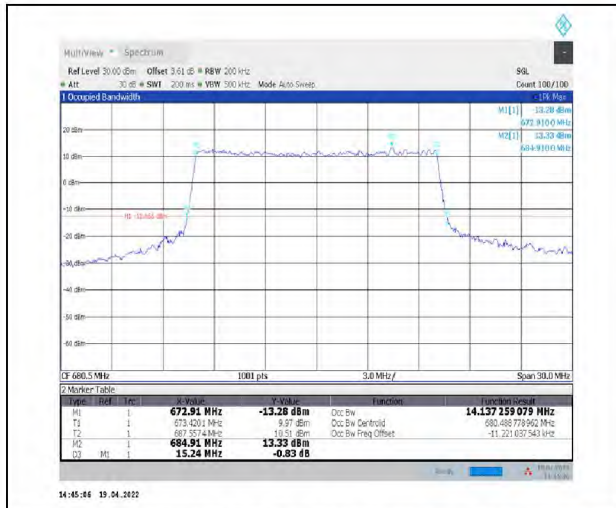 MultiView Spectrum
Ref Level 30.00 dBm Offset 3.61 dB RBW 200 kHz SGL
Att 30 dB SWT 200 ms VBW 500 kHz Mode Auto Sweep Count 100/100
1 Occupied Bandwidth 1Pk Max
M1[1] -13.28 dBm
672.9100 MHz
M2[1] 13.33 dBm
684.9100 MHz
20 dBm
10 dBm
0 dBm
-10 dBm
-20 dBm
-30 dBm
-40 dBm
-50 dBm
-60 dBm
CF 680.5 MHz 1001 pts 3.0 MHz/ Span 30.0 MHz
2 Marker Table
Type Ref Trc X-Value Y-Value Function Function Result
M1 1 672.91 MHz -13.28 dBm Occ Bw 14.137 259 079 MHz
T1 1 673.4201 MHz 9.97 dBm Occ Bw Centroid 680.488 778 962 MHz
T2 1 687.5574 MHz 10.51 dBm Occ Bw Freq Offset -11.221 037 543 kHz
M2 1 684.91 MHz 13.33 dBm
D3 M1 1 15.24 MHz -0.83 dB
Ready
14:45:06 19.04.2022